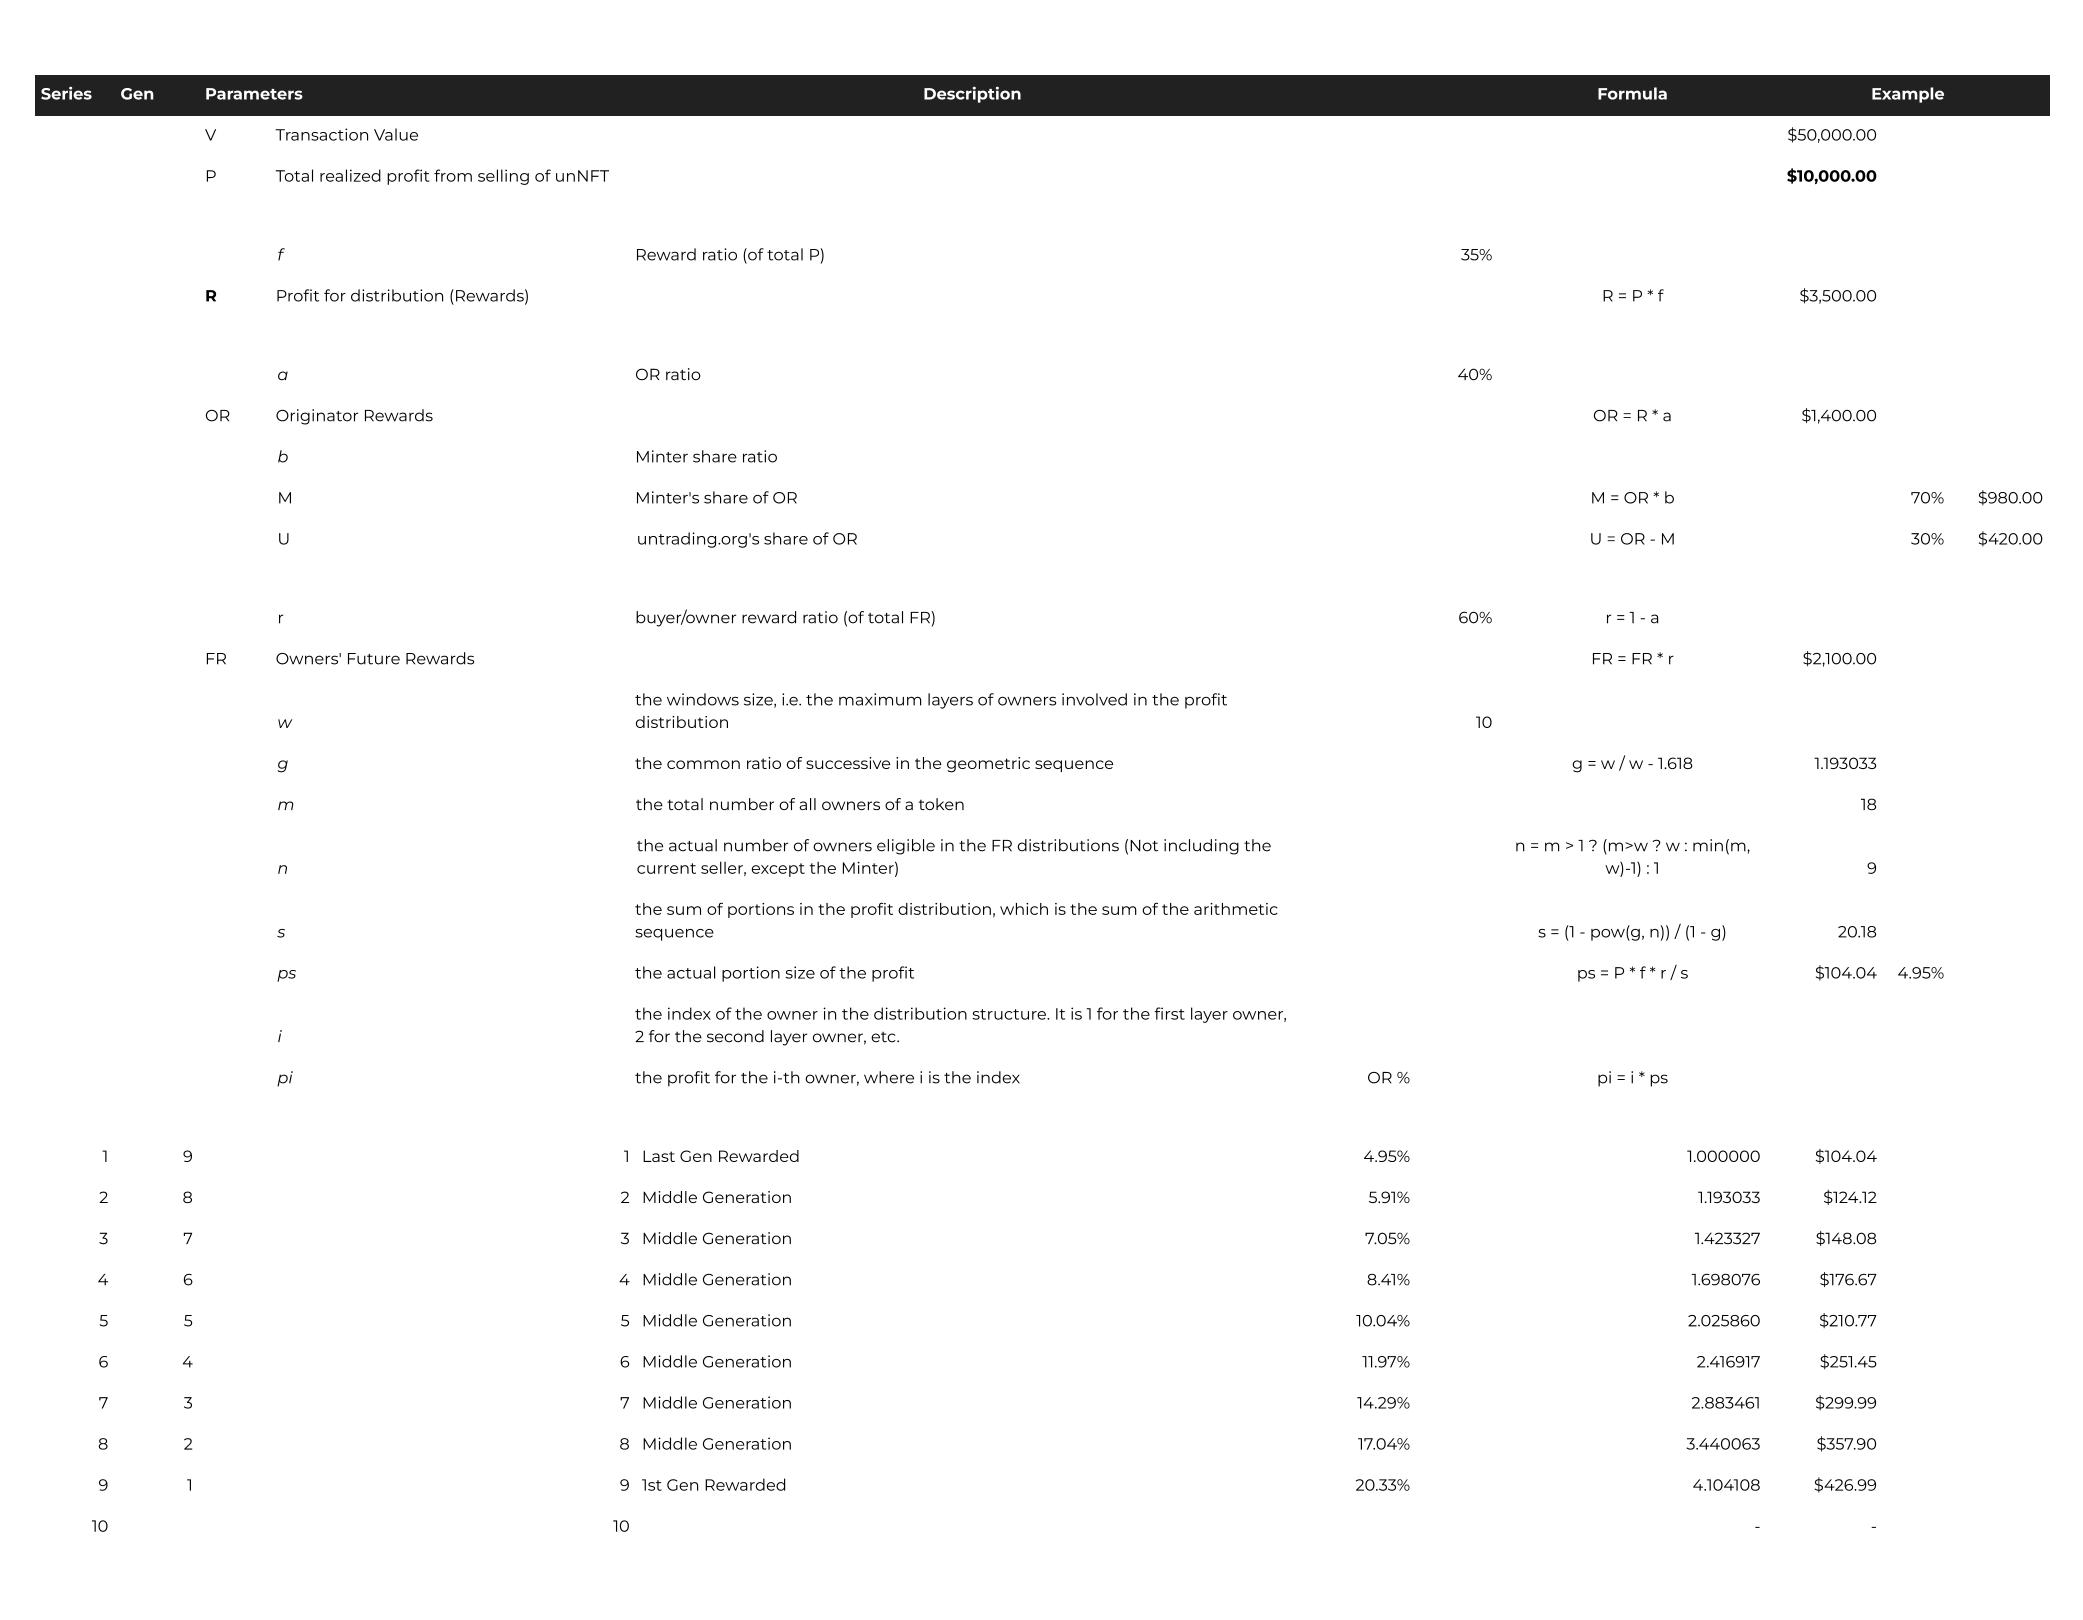 Series Gen Parameters Description Formula Example
V Transaction Value $50,000.00
P Total realized profit from selling of unNFT $10,000.00
f Reward ratio (of total P) 35%
R Profit for distribution (Rewards) R = P * f $3,500.00
a OR ratio 40%
OR Originator Rewards OR = R * a $1,400.00
b Minter share ratio
M Minter's share of OR M = OR * b 70% $980.00
U untrading.org's share of OR U = OR - M 30% $420.00
r buyer/owner reward ratio (of total FR) 60% r = 1 - a
FR Owners' Future Rewards FR = FR * r $2,100.00
the windows size, i.e. the maximum layers of owners involved in the profit
w distribution 10
g the common ratio of successive in the geometric sequence g = w / w - 1.618 1.193033
m the total number of all owners of a token 18
the actual number of owners eligible in the FR distributions (Not including the n = m > 1 ? (m>w ? w : min(m,
n current seller, except the Minter) w)-1) : 1 9
the sum of portions in the profit distribution, which is the sum of the arithmetic
s sequence s = (1 - pow(g, n)) / (1 - g) 20.18
ps the actual portion size of the profit ps = P * f * r / s $104.04 4.95%
the index of the owner in the distribution structure. It is 1 for the first layer owner,
i 2 for the second layer owner, etc.
pi the profit for the i-th owner, where i is the index OR % pi = i * ps
1 9 1 Last Gen Rewarded 4.95% 1.000000 $104.04
2 8 2 Middle Generation 5.91% 1.193033 $124.12
3 7 3 Middle Generation 7.05% 1.423327 $148.08
4 6 4 Middle Generation 8.41% 1.698076 $176.67
5 5 5 Middle Generation 10.04% 2.025860 $210.77
6 4 6 Middle Generation 11.97% 2.416917 $251.45
7 3 7 Middle Generation 14.29% 2.883461 $299.99
8 2 8 Middle Generation 17.04% 3.440063 $357.90
9 1 9 1st Gen Rewarded 20.33% 4.104108 $426.99
10 10 - -